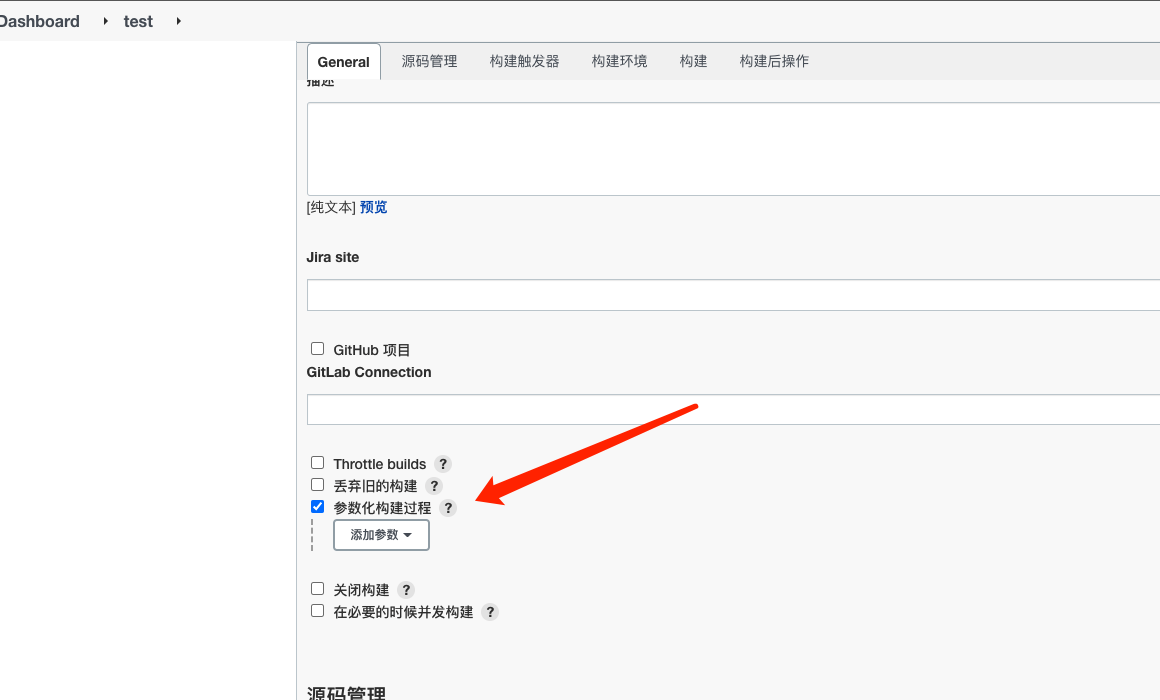 Dashboard test
General 源码管理 构建触发器 构建环境 构建 构建后操作
描述
[纯文本] 预览
Jira site
GitHub 项目
GitLab Connection
Throttle builds ?
丢弃旧的构建 ?
参数化构建过程 ?
添加参数
关闭构建 ?
在必要的时候并发构建 ?
源码管理